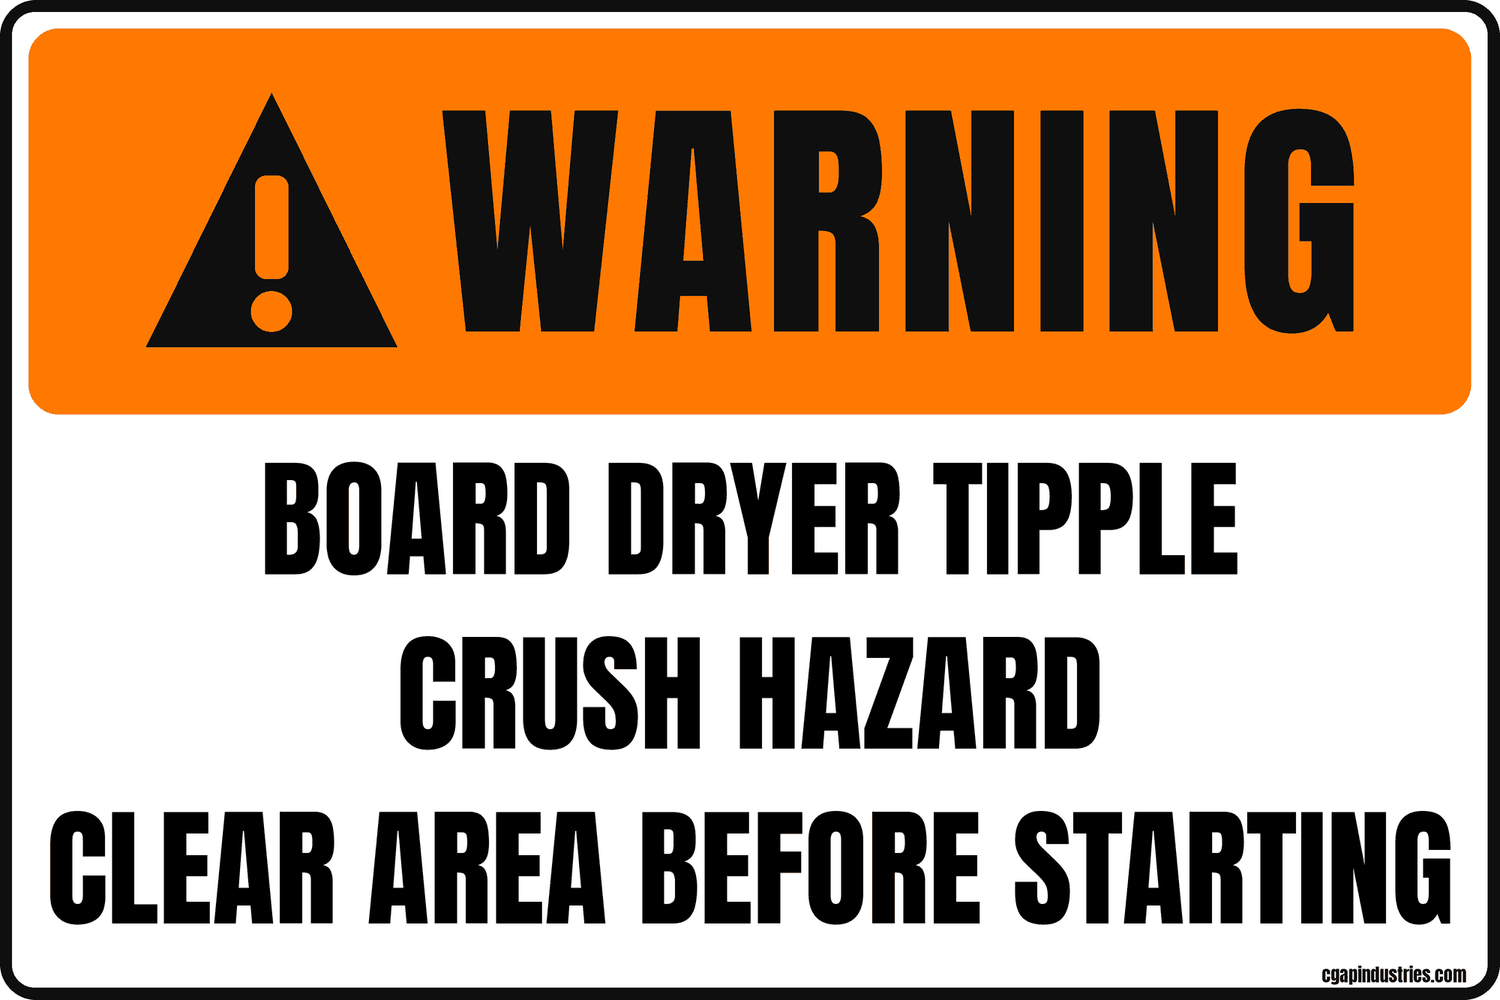 WARNING
BOARD DRYER TIPPLE
CRUSH HAZARD
CLEAR AREA BEFORE STARTING
cgapindustries.com